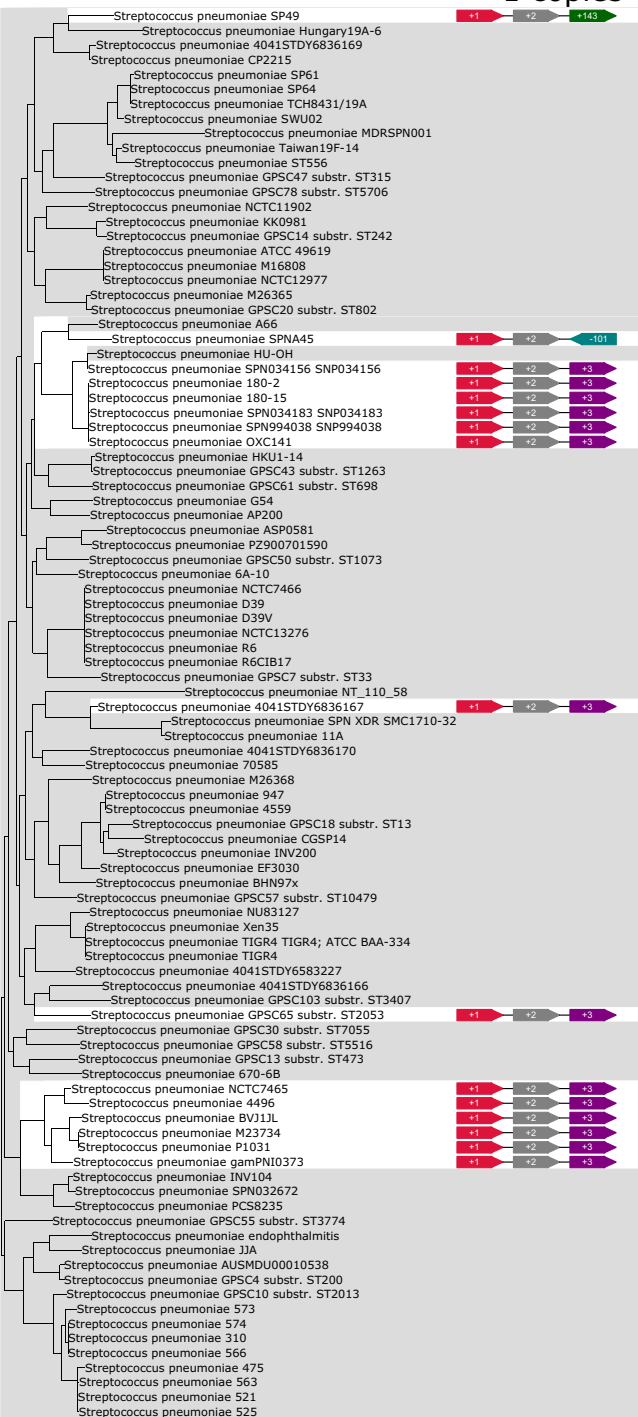 Streptococcus pneumoniae SP49 +1 +2 +143
Streptococcus pneumoniae Hungary19A-6
Streptococcus pneumoniae 4041STDY6836169
Streptococcus pneumoniae CP2215
Streptococcus pneumoniae SP61
Streptococcus pneumoniae SP64
Streptococcus pneumoniae TCH8431/19A
Streptococcus pneumoniae SWU02
Streptococcus pneumoniae MDRSPN001
Streptococcus pneumoniae Taiwan19F-14
Streptococcus pneumoniae ST556
Streptococcus pneumoniae GPSC47 substr. ST315
Streptococcus pneumoniae GPSC78 substr. ST5706
Streptococcus pneumoniae NCTC11902
Streptococcus pneumoniae KK0981
Streptococcus pneumoniae GPSC14 substr. ST242
Streptococcus pneumoniae ATCC 49619
Streptococcus pneumoniae M16808
Streptococcus pneumoniae NCTC12977
Streptococcus pneumoniae M26365
Streptococcus pneumoniae GPSC20 substr. ST802
Streptococcus pneumoniae A66
Streptococcus pneumoniae SPNA45 +1 +2 -101
Streptococcus pneumoniae HU-OH
Streptococcus pneumoniae SPN034156 SNP034156 +1 +2 +3
Streptococcus pneumoniae 180-2 +1 +2 +3
Streptococcus pneumoniae 180-15 +1 +2 +3
Streptococcus pneumoniae SPN034183 SNP034183 +1 +2 +3
Streptococcus pneumoniae SPN994038 SNP994038 +1 +2 +3
Streptococcus pneumoniae OXC141 +1 +2 +3
Streptococcus pneumoniae HKU1-14
Streptococcus pneumoniae GPSC43 substr. ST1263
Streptococcus pneumoniae GPSC61 substr. ST698
Streptococcus pneumoniae G54
Streptococcus pneumoniae AP200
Streptococcus pneumoniae ASP0581
Streptococcus pneumoniae PZ900701590
Streptococcus pneumoniae GPSC50 substr. ST1073
Streptococcus pneumoniae 6A-10
Streptococcus pneumoniae NCTC7466
Streptococcus pneumoniae D39
Streptococcus pneumoniae D39V
Streptococcus pneumoniae NCTC13276
Streptococcus pneumoniae R6
Streptococcus pneumoniae R6CIB17
Streptococcus pneumoniae GPSC7 substr. ST33
Streptococcus pneumoniae NT_110_58
Streptococcus pneumoniae 4041STDY6836167 +1 +2 +3
Streptococcus pneumoniae SPN XDR SMC1710-32
Streptococcus pneumoniae 11A
Streptococcus pneumoniae 4041STDY6836170
Streptococcus pneumoniae 70585
Streptococcus pneumoniae M26368
Streptococcus pneumoniae 947
Streptococcus pneumoniae 4559
Streptococcus pneumoniae GPSC18 substr. ST13
Streptococcus pneumoniae CGSP14
Streptococcus pneumoniae INV200
Streptococcus pneumoniae EF3030
Streptococcus pneumoniae BHN97x
Streptococcus pneumoniae GPSC57 substr. ST10479
Streptococcus pneumoniae NU83127
Streptococcus pneumoniae Xen35
Streptococcus pneumoniae TIGR4 TIGR4; ATCC BAA-334
Streptococcus pneumoniae TIGR4
Streptococcus pneumoniae 4041STDY6583227
Streptococcus pneumoniae 4041STDY6836166
Streptococcus pneumoniae GPSC103 substr. ST3407
Streptococcus pneumoniae GPSC65 substr. ST2053 +1 +2 +3
Streptococcus pneumoniae GPSC30 substr. ST7055
Streptococcus pneumoniae GPSC58 substr. ST5516
Streptococcus pneumoniae GPSC13 substr. ST473
Streptococcus pneumoniae 670-6B
Streptococcus pneumoniae NCTC7465 +1 +2 +3
Streptococcus pneumoniae 4496 +1 +2 +3
Streptococcus pneumoniae BVJ1JL +1 +2 +3
Streptococcus pneumoniae M23734 +1 +2 +3
Streptococcus pneumoniae P1031 +1 +2 +3
Streptococcus pneumoniae gamPNI0373 +1 +2 +3
Streptococcus pneumoniae INV104
Streptococcus pneumoniae SPN032672
Streptococcus pneumoniae PCS8235
Streptococcus pneumoniae GPSC55 substr. ST3774
Streptococcus pneumoniae endophthalmitis
Streptococcus pneumoniae JJA
Streptococcus pneumoniae AUSMDU00010538
Streptococcus pneumoniae GPSC4 substr. ST200
Streptococcus pneumoniae GPSC10 substr. ST2013
Streptococcus pneumoniae 573
Streptococcus pneumoniae 574
Streptococcus pneumoniae 310
Streptococcus pneumoniae 566
Streptococcus pneumoniae 475
Streptococcus pneumoniae 563
Streptococcus pneumoniae 521
Streptococcus pneumoniae 525